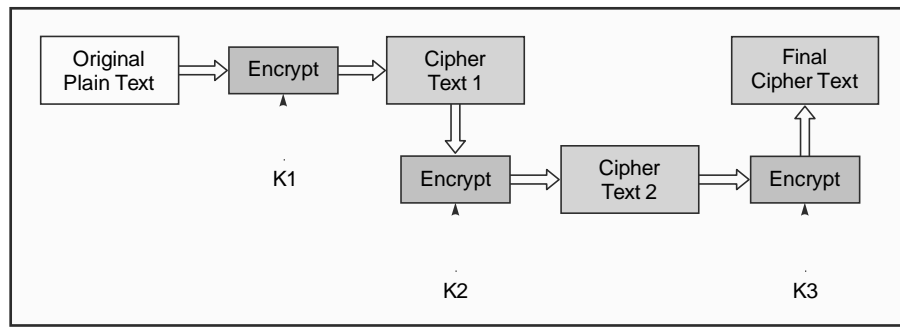 Original
Plain Text
Encrypt
Cipher
Text 1
Final
Cipher Text
K1
Encrypt
Cipher
Text 2
Encrypt
K2
K3